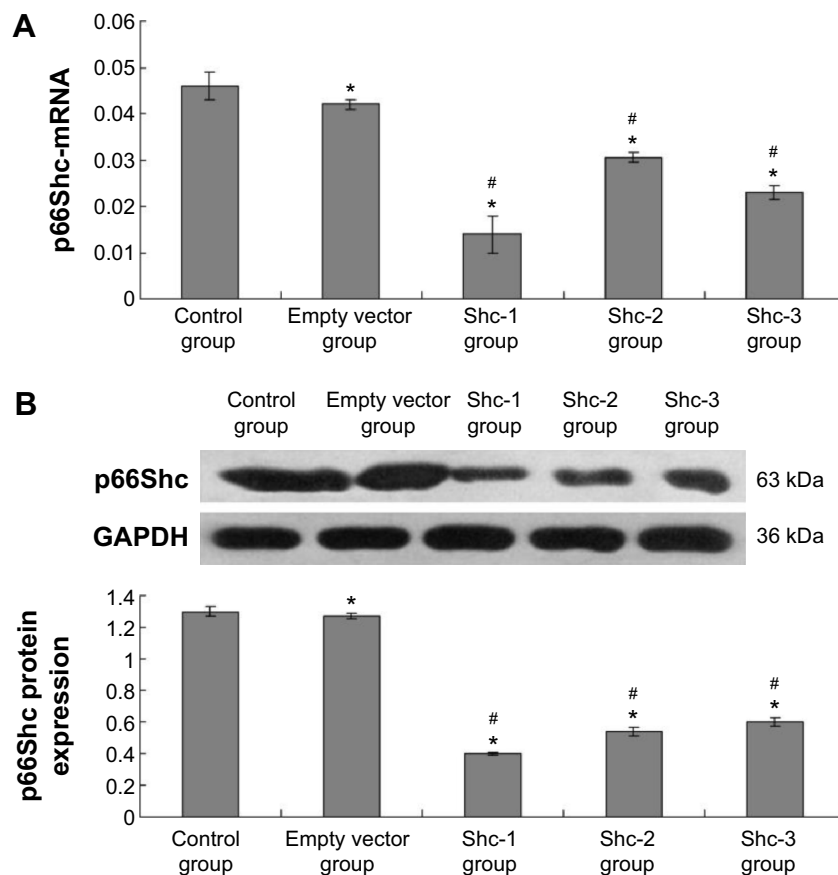 A
p66Shc-mRNA
0.06
0.05
0.04
0.03
0.02
0.01
0
*
#
*
#
*
#
*
Control
group
Empty vector
group
Shc-1
group
Shc-2
group
Shc-3
group
B
Control
group
Empty vector
group
Shc-1
group
Shc-2
group
Shc-3
group
p66Shc
63 kDa
GAPDH
36 kDa
p66Shc protein
expression
1.4
1.2
1
0.8
0.6
0.4
0.2
0
*
#
*
#
*
#
*
Control
group
Empty vector
group
Shc-1
group
Shc-2
group
Shc-3
group